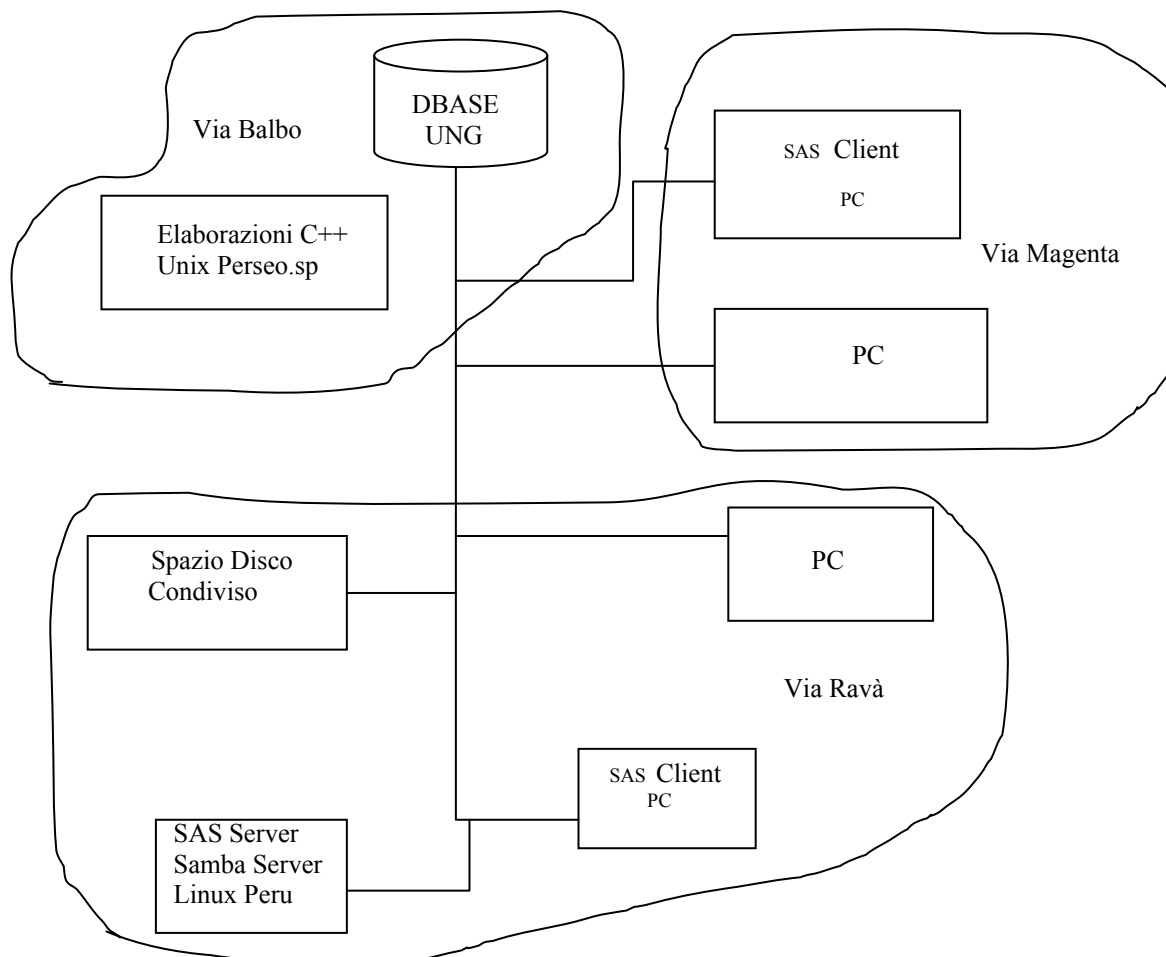 DBASE
UNG
Via Balbo
Elaborazioni C++
Unix Perseo.sp
SAS Client
PC
Via Magenta
PC
Spazio Disco
Condiviso
PC
Via Ravà
SAS Client
PC
SAS Server
Samba Server
Linux Peru